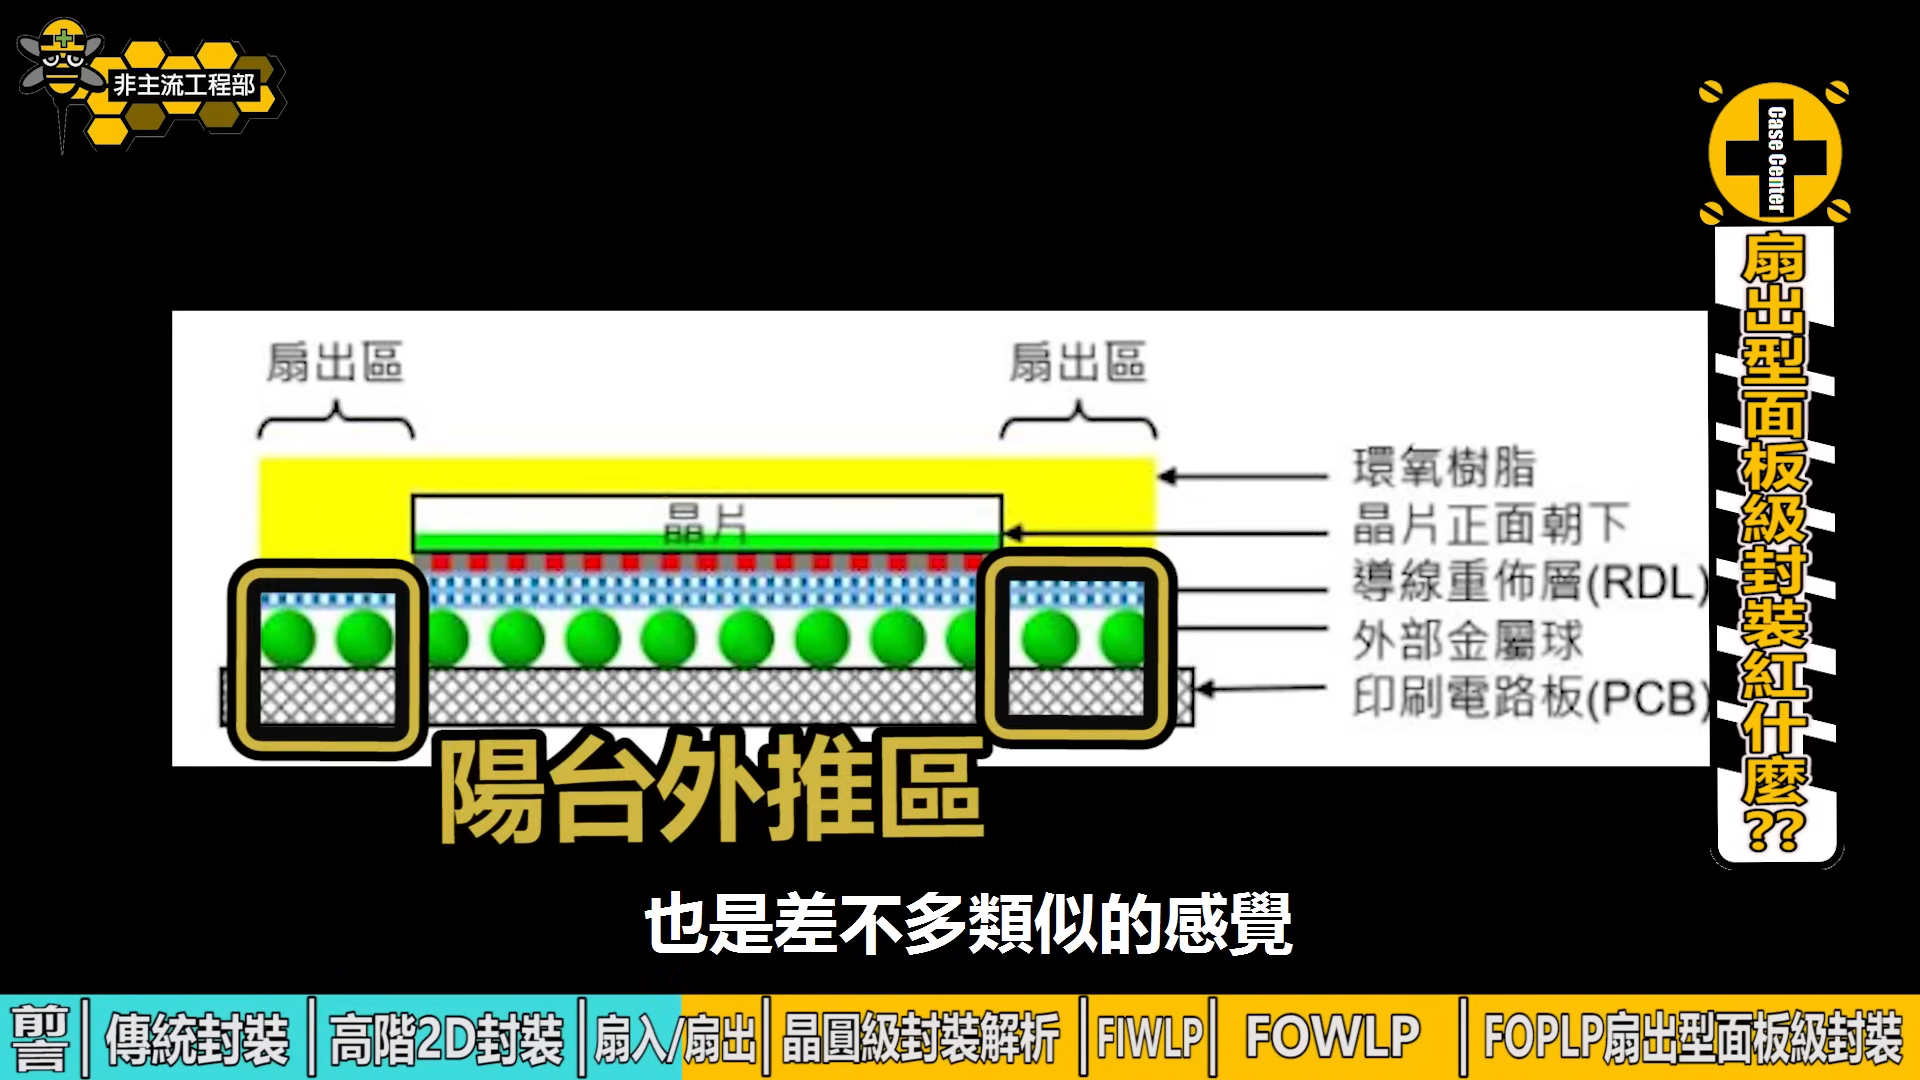 非主流工程部
Case Center
扇出型面板級封裝紅什麼??
扇出區
扇出區
環氧樹脂
晶片
晶片正面朝下
導線重佈層(RDL)
外部金屬球
印刷電路板(PCB)
陽台外推區
也是差不多類似的感覺
前言
傳統封裝
高階2D封裝
扇入/扇出
晶圓級封裝解析
FIWLP
FOWLP
FOPLP扇出型面板級封裝